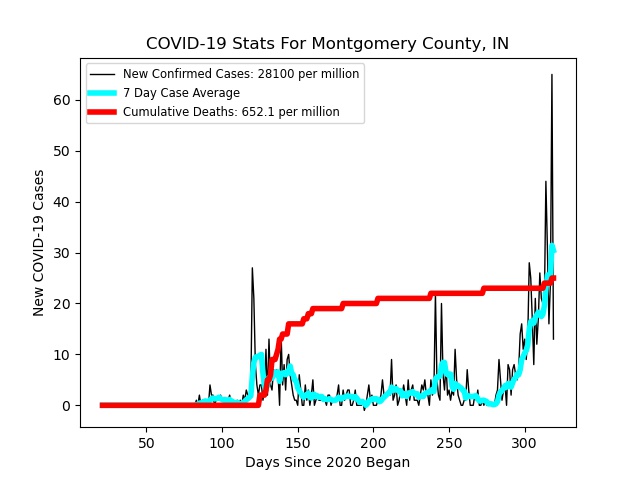 COVID-19 Stats For Montgomery County, IN
New Confirmed Cases: 28100 per million
7 Day Case Average
Cumulative Deaths: 652.1 per million
New COVID-19 Cases
60
50
40
30
20
10
0
50 100 150 200 250 300
Days Since 2020 Began